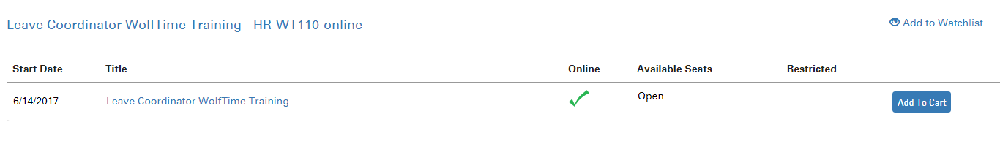 Leave Coordinator WolfTime Training - HR-WT110-online
Add to Watchlist
Start Date Title Online Available Seats Restricted
6/14/2017 Leave Coordinator WolfTime Training Open Add To Cart